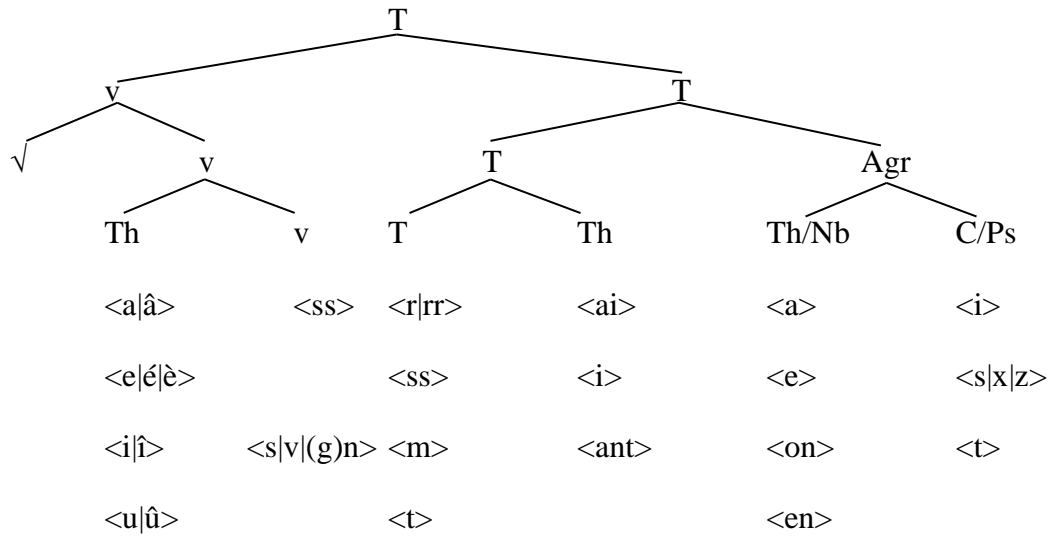 T
v T
√ v T Agr
Th v T Th Th/Nb C/Ps
<a|â> <ss> <r|rr> <ai> <a> <i>
<e|é|è> <ss> <i> <e> <s|x|z>
<i|î> <s|v|(g)n> <m> <ant> <on> <t>
<u|û> <t> <en>